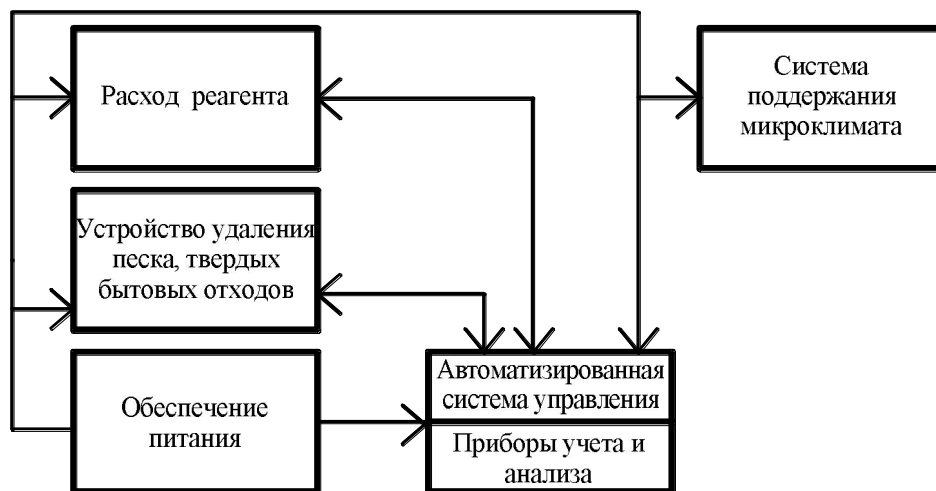 Расход реагента
Система
поддержания
микроклимата
Устройство удаления
песка, твердых
бытовых отходов
Обеспечение
питания
Автоматизированная
система управления
Приборы учета и
анализа